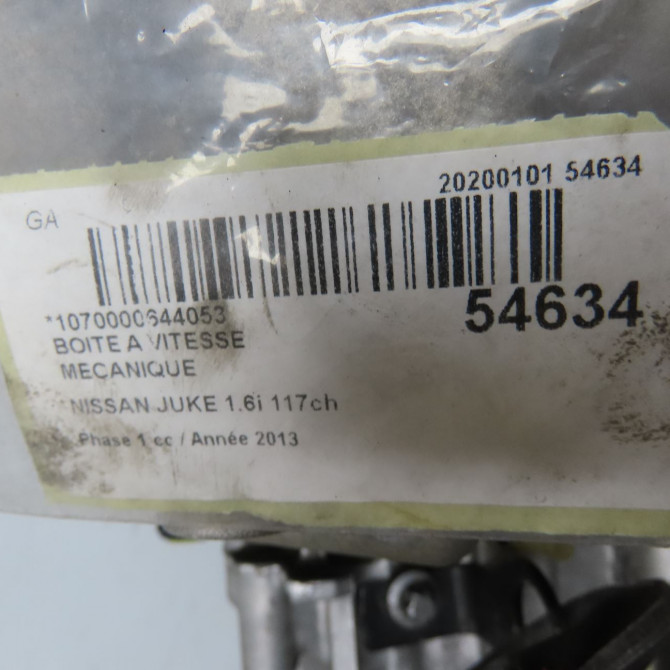 20200101 54634
GA
*1070000644053
54634
BOITE A VITESSE
MECANIQUE
NISSAN JUKE 1.6i 117ch
Phase 1 cc / Année 2013